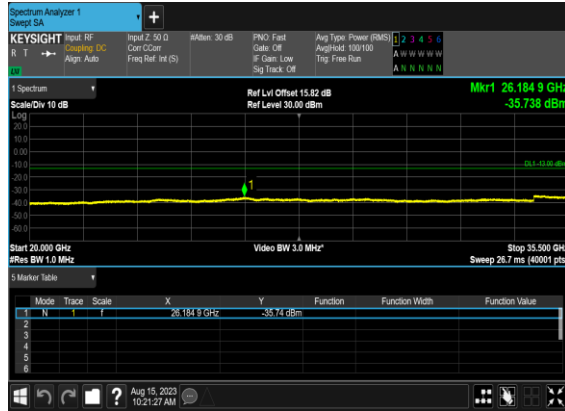 Spectrum Analyzer 1
Swept SA
+
KEYSIGHT Input: RF Input Z: 50 Ω #Atten: 30 dB PNO: Fast Avg Type: Power (RMS) 1 2 3 4 5 6
R T Coupling: DC Corr CCorr Gate: Off Avg|Hold: 100/100 A W W W W W
Align: Auto Freq Ref: Int (S) IF Gain: Low Trig: Free Run
Sig Track: Off A N N N N N
1 Spectrum Ref Lvl Offset 15.82 dB Mkr1 26.184 9 GHz
Scale/Div 10 dB Ref Level 30.00 dBm -35.738 dBm
Log
20.0
10.0
0.00
-10.0 DL1 -13.00 dBm
-20.0
-30.0 1
-40.0
-50.0
-60.0
Start 20.000 GHz Video BW 3.0 MHz* Stop 35.500 GHz
#Res BW 1.0 MHz Sweep 26.7 ms (40001 pts)
5 Marker Table
Mode Trace Scale X Y Function Function Width Function Value
1 N 1 f 26.184 9 GHz -35.74 dBm
2
3
4
5
6
? Aug 15, 2023
10:21:27 AM